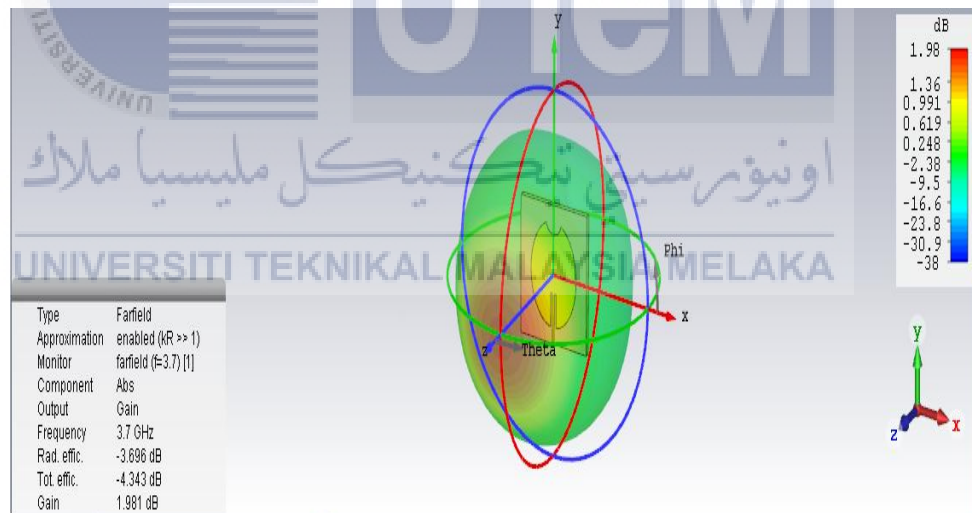 UTeM
UNIVERSITI
اونيۏرسيتي تيكنيكل مليسيا ملاك
UNIVERSITI TEKNIKAL MALAYSIA MELAKA
y
Phi
x
z
Theta
dB
1.98
1.36
0.991
0.619
0.248
-2.38
-9.5
-16.6
-23.8
-30.9
-38
y
z
x
Type Farfield
Approximation enabled (kR >> 1)
Monitor farfield (f=3.7) [1]
Component Abs
Output Gain
Frequency 3.7 GHz
Rad. effic. -3.696 dB
Tot. effic. -4.343 dB
Gain 1.981 dB